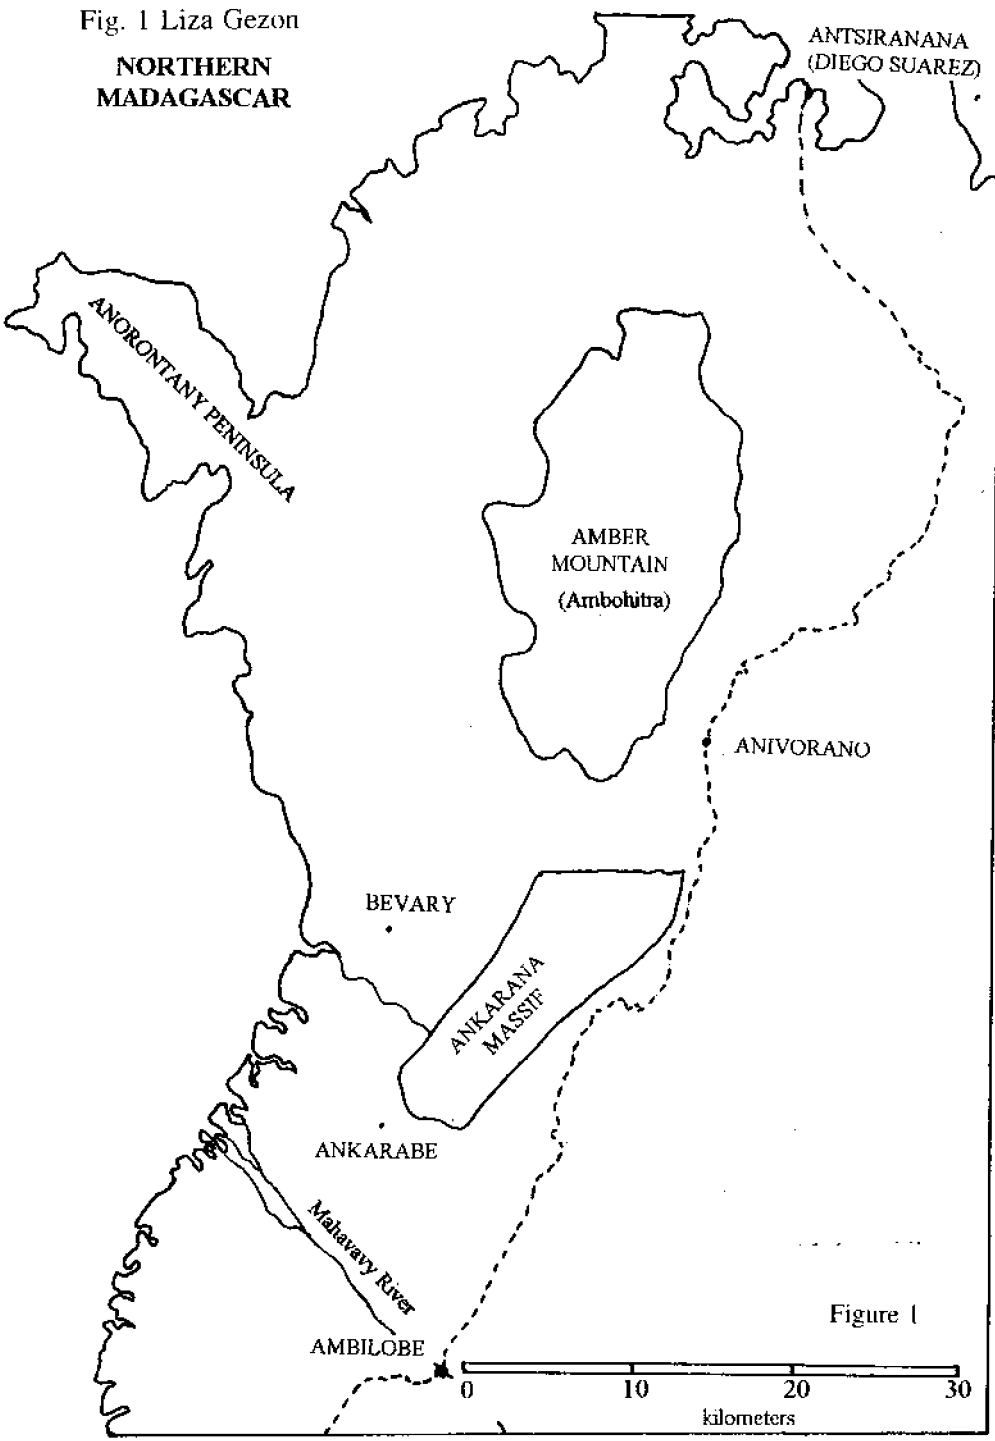 Fig. 1 Liza Gezon
NORTHERN
MADAGASCAR
ANTSIRANANA
(DIEGO SUAREZ)
ANORONTANY PENINSULA
AMBER
MOUNTAIN
(Ambohitra)
ANIVORANO
BEVARY
ANKARANA
MASSIF
ANKARABE
Mahavavy River
Figure 1
AMBILOBE
0 10 20 30
kilometers